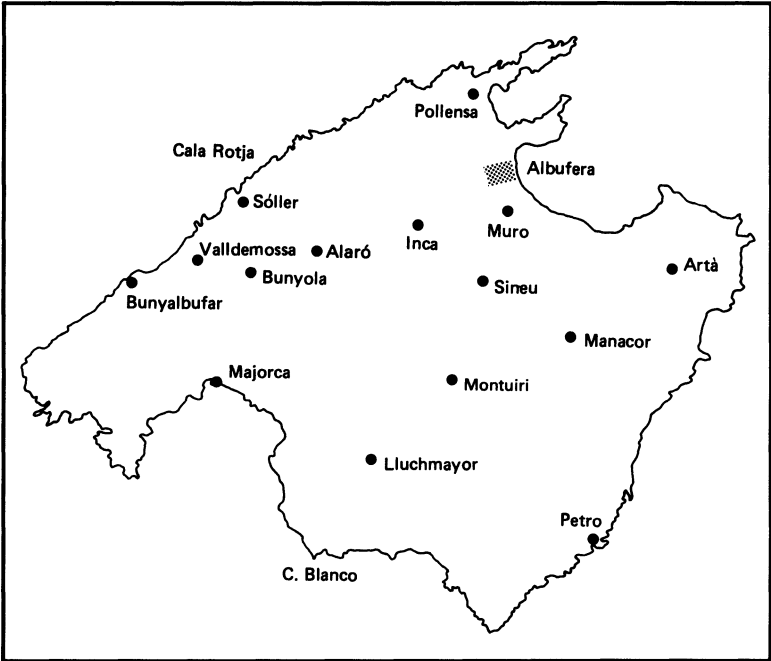 Pollensa
Cala Rotja
Albufera
Sóller
Muro
Inca
Valldemossa
Alaró
Artà
Bunyola
Sineu
Bunyalbufar
Manacor
Majorca
Montuiri
Lluchmayor
Petro
C. Blanco